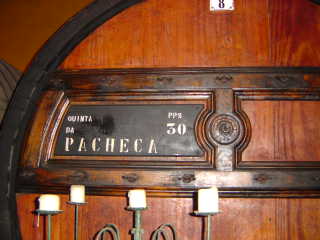 8
QUINTA PPS
DA 30
PACHECA